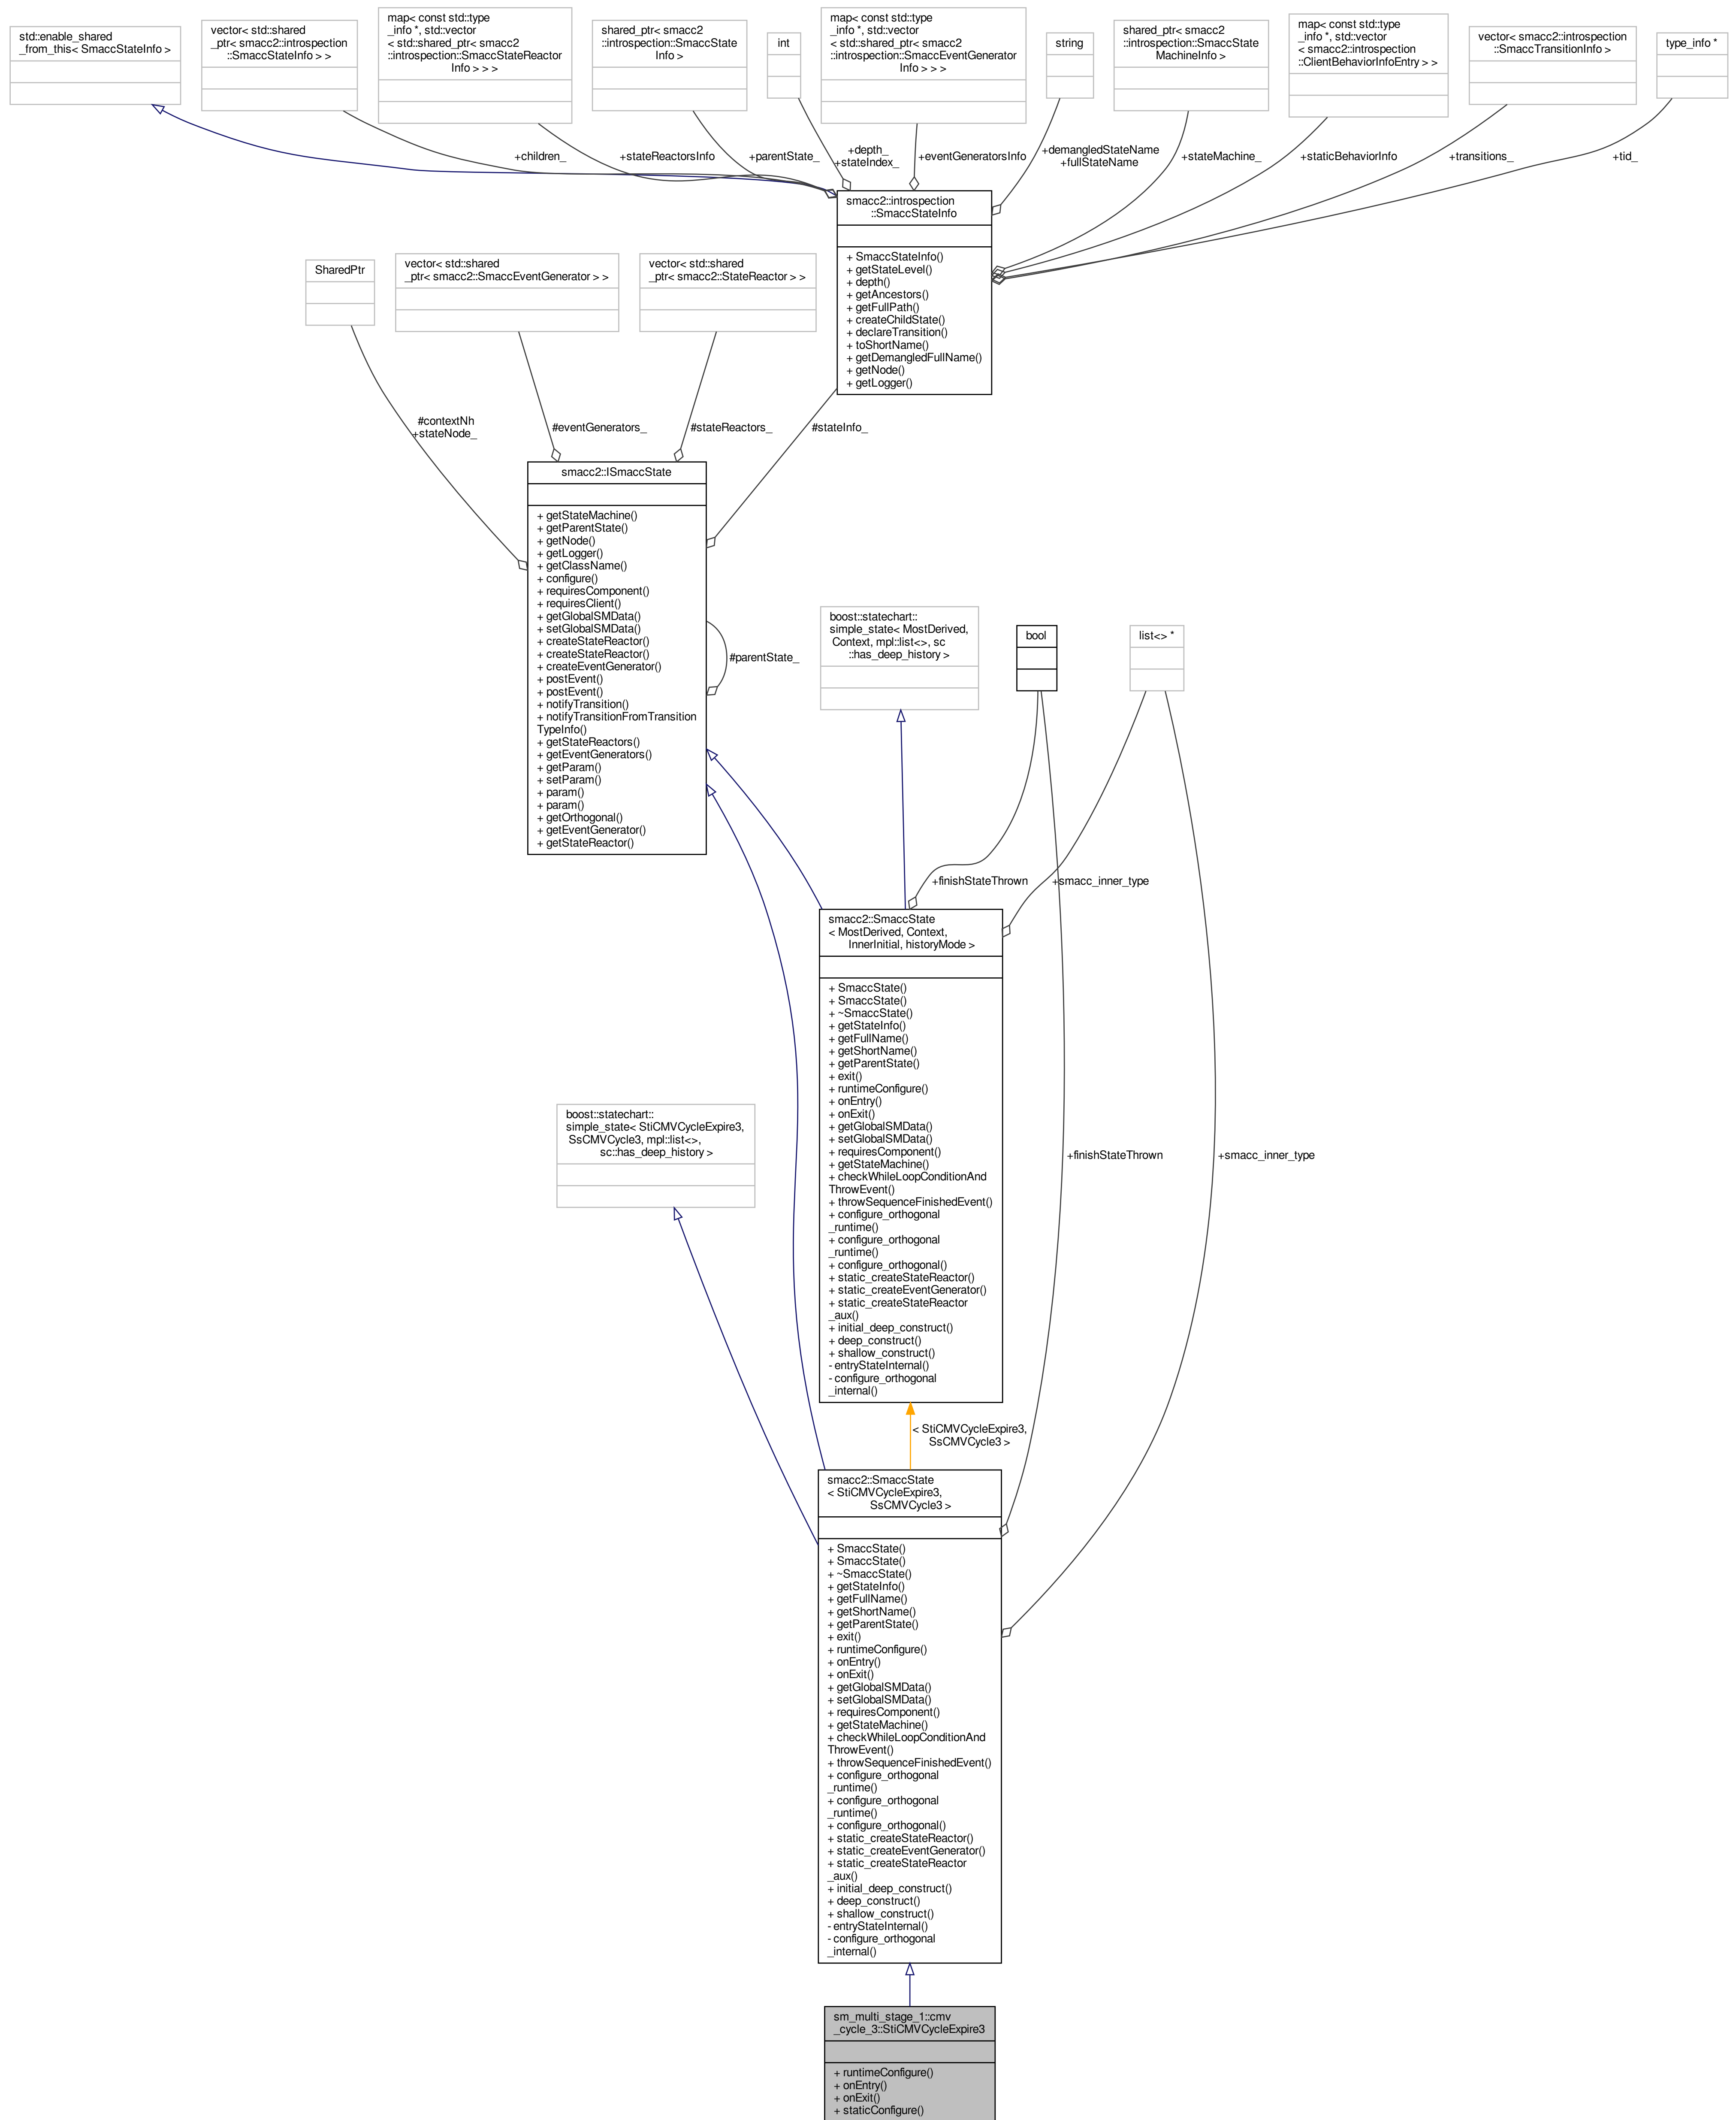 std::enable_shared
_from_this< SmaccStateInfo >
vector< std::shared
_ptr< smacc2::introspection
::SmaccStateInfo > >
map< const std::type
_info *, std::vector
< std::shared_ptr< smacc2
::introspection::SmaccStateReactor
Info > > >
shared_ptr< smacc2
::introspection::SmaccState
Info >
int
map< const std::type
_info *, std::vector
< std::shared_ptr< smacc2
::introspection::SmaccEventGenerator
Info > > >
string
shared_ptr< smacc2
::introspection::SmaccState
MachineInfo >
map< const std::type
_info *, std::vector
< smacc2::introspection
::ClientBehaviorInfoEntry > >
vector< smacc2::introspection
::SmaccTransitionInfo >
type_info *
+children_
+stateReactorsInfo
+parentState_
+depth_
+stateIndex_
+eventGeneratorsInfo
+demangledStateName
+fullStateName
+stateMachine_
+staticBehaviorInfo
+transitions_
+tid_
smacc2::introspection
::SmaccStateInfo
+ SmaccStateInfo()
+ getStateLevel()
+ depth()
+ getAncestors()
+ getFullPath()
+ createChildState()
+ declareTransition()
+ toShortName()
+ getDemangledFullName()
+ getNode()
+ getLogger()
SharedPtr
vector< std::shared
_ptr< smacc2::SmaccEventGenerator > >
vector< std::shared
_ptr< smacc2::StateReactor > >
#contextNh
+stateNode_
#eventGenerators_
#stateReactors_
#stateInfo_
smacc2::ISmaccState
+ getStateMachine()
+ getParentState()
+ getNode()
+ getLogger()
+ getClassName()
+ configure()
+ requiresComponent()
+ requiresClient()
+ getGlobalSMData()
+ setGlobalSMData()
+ createStateReactor()
+ createStateReactor()
+ createEventGenerator()
+ postEvent()
+ postEvent()
+ notifyTransition()
+ notifyTransitionFromTransition
TypeInfo()
+ getStateReactors()
+ getEventGenerators()
+ getParam()
+ setParam()
+ param()
+ param()
+ getOrthogonal()
+ getEventGenerator()
+ getStateReactor()
#parentState_
boost::statechart::
simple_state< MostDerived,
Context, mpl::list<>, sc
::has_deep_history >
bool
list<> *
+finishStateThrown
+smacc_inner_type
smacc2::SmaccState
< MostDerived, Context,
InnerInitial, historyMode >
+ SmaccState()
+ SmaccState()
+ ~SmaccState()
+ getStateInfo()
+ getFullName()
+ getShortName()
+ getParentState()
+ exit()
+ runtimeConfigure()
+ onEntry()
+ onExit()
+ getGlobalSMData()
+ setGlobalSMData()
+ requiresComponent()
+ getStateMachine()
+ checkWhileLoopConditionAnd
ThrowEvent()
+ throwSequenceFinishedEvent()
+ configure_orthogonal
_runtime()
+ configure_orthogonal
_runtime()
+ configure_orthogonal()
+ static_createStateReactor()
+ static_createEventGenerator()
+ static_createStateReactor
_aux()
+ initial_deep_construct()
+ deep_construct()
+ shallow_construct()
- entryStateInternal()
- configure_orthogonal
_internal()
boost::statechart::
simple_state< StiCMVCycleExpire3,
SsCMVCycle3, mpl::list<>,
sc::has_deep_history >
+finishStateThrown
+smacc_inner_type
< StiCMVCycleExpire3,
SsCMVCycle3 >
smacc2::SmaccState
< StiCMVCycleExpire3,
SsCMVCycle3 >
+ SmaccState()
+ SmaccState()
+ ~SmaccState()
+ getStateInfo()
+ getFullName()
+ getShortName()
+ getParentState()
+ exit()
+ runtimeConfigure()
+ onEntry()
+ onExit()
+ getGlobalSMData()
+ setGlobalSMData()
+ requiresComponent()
+ getStateMachine()
+ checkWhileLoopConditionAnd
ThrowEvent()
+ throwSequenceFinishedEvent()
+ configure_orthogonal
_runtime()
+ configure_orthogonal
_runtime()
+ configure_orthogonal()
+ static_createStateReactor()
+ static_createEventGenerator()
+ static_createStateReactor
_aux()
+ initial_deep_construct()
+ deep_construct()
+ shallow_construct()
- entryStateInternal()
- configure_orthogonal
_internal()
sm_multi_stage_1::cmv
_cycle_3::StiCMVCycleExpire3
+ runtimeConfigure()
+ onEntry()
+ onExit()
+ staticConfigure()